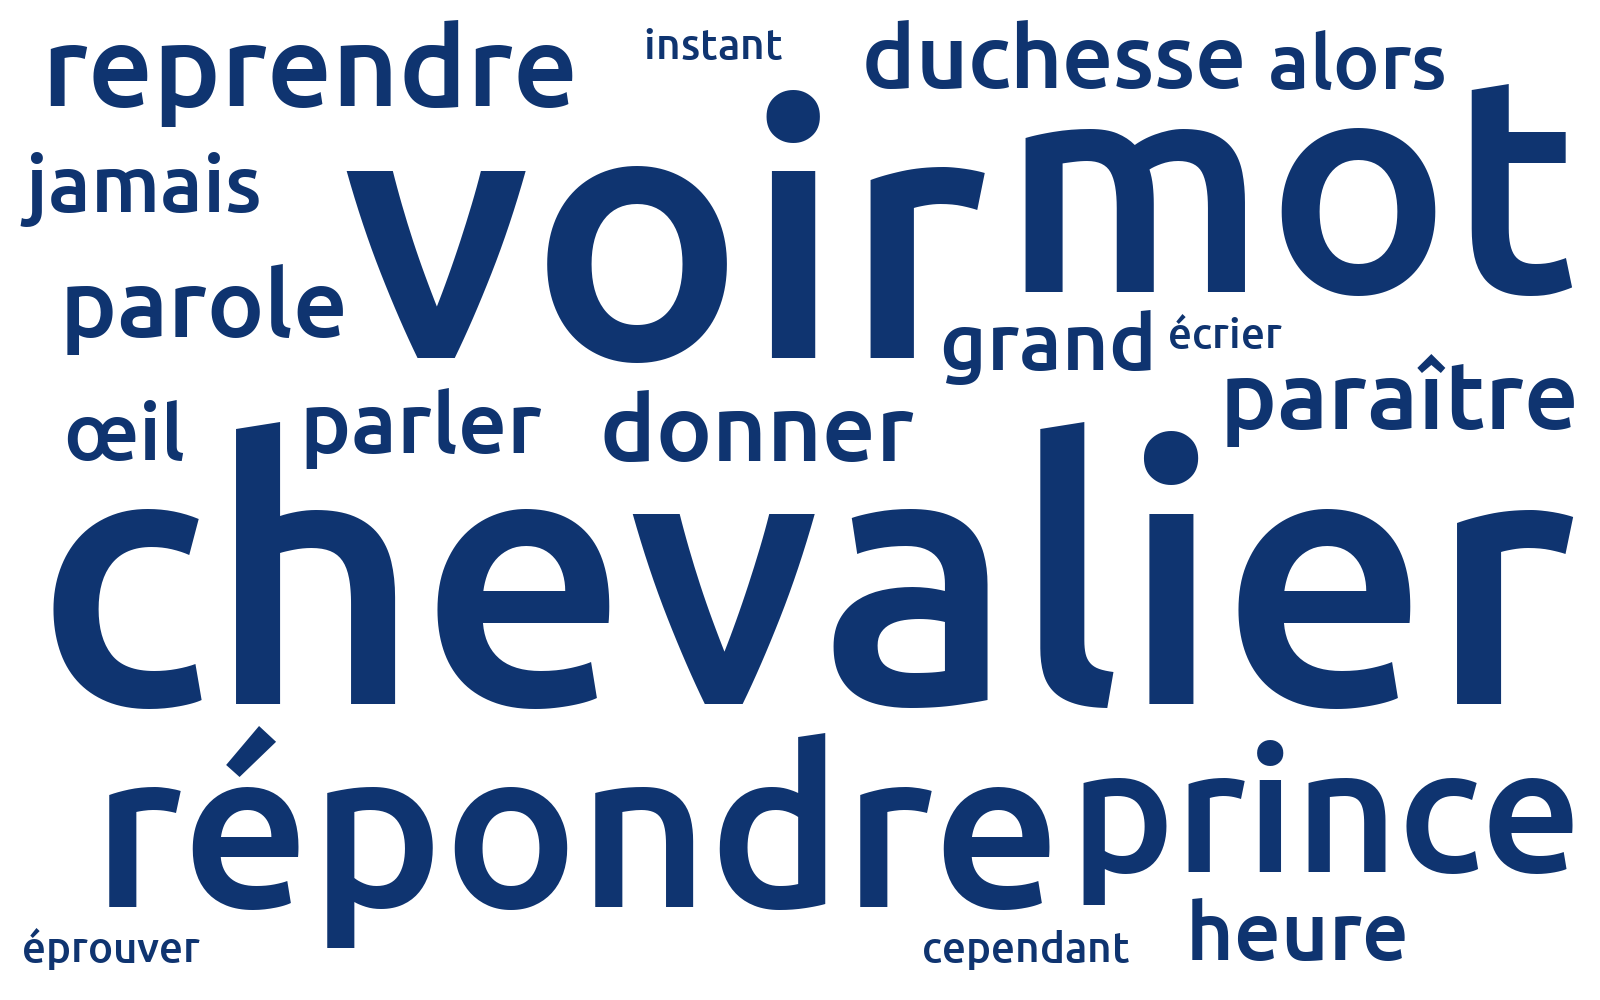 reprendre
instant
duchesse
alors
jamais
voir
mot
parole
grand
écrier
œil
parler
donner
paraître
chevalier
répondre
prince
éprouver
cependant
heure